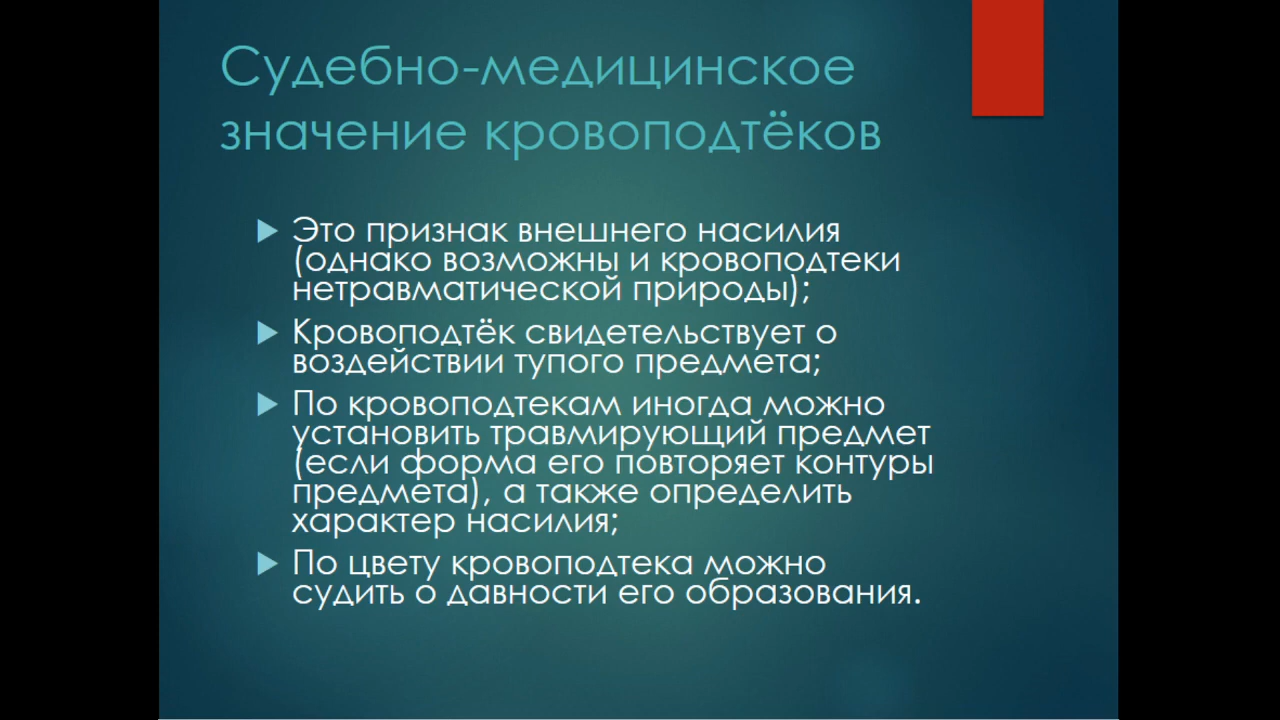 Судебно-медицинское
значение кровоподтёков
Это признак внешнего насилия
(однако возможны и кровоподтеки
нетравматической природы);
Кровоподтёк свидетельствует о
воздействии тупого предмета;
По кровоподтекам иногда можно
установить травмирующий предмет
(если форма его повторяет контуры
предмета), а также определить
характер насилия;
По цвету кровоподтека можно
судить о давности его образования.